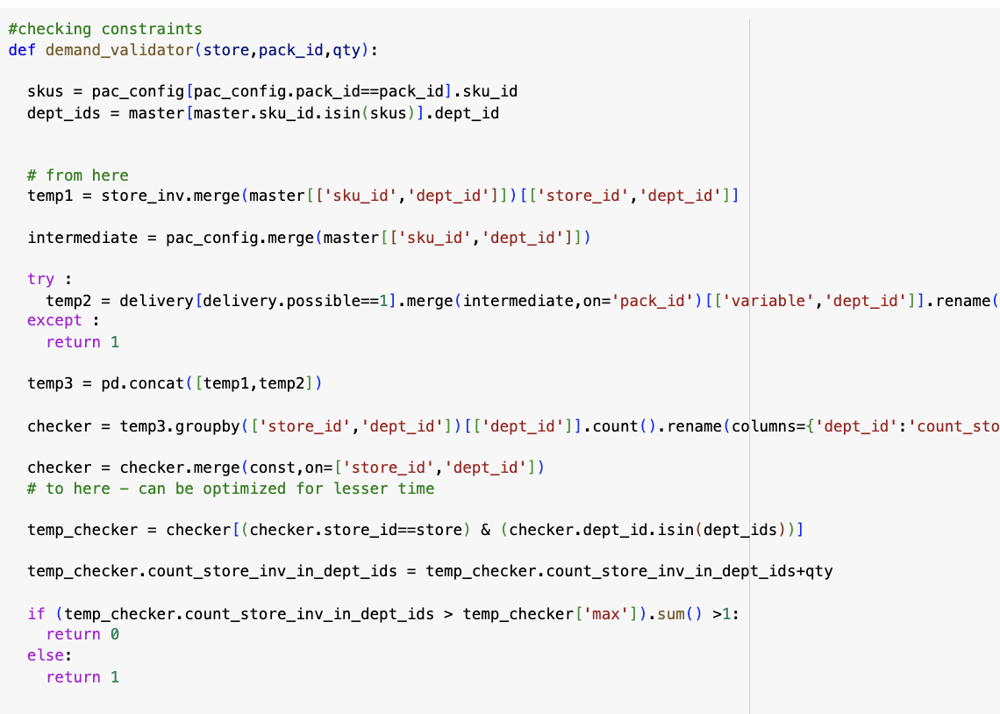 #checking constraints
def demand_validator(store,pack_id,qty):
  skus = pac_config[pac_config.pack_id==pack_id].sku_id
  dept_ids = master[master.sku_id.isin(skus)].dept_id
  # from here
  temp1 = store_inv.merge(master[['sku_id','dept_id']])[['store_id','dept_id']]
  intermediate = pac_config.merge(master[['sku_id','dept_id']])
  try :
    temp2 = delivery[delivery.possible==1].merge(intermediate,on='pack_id')[['variable','dept_id']].rename(
  except :
    return 1
  temp3 = pd.concat([temp1,temp2])
  checker = temp3.groupby(['store_id','dept_id'])[['dept_id']].count().rename(columns={'dept_id':'count_sto
  checker = checker.merge(const,on=['store_id','dept_id'])
  # to here – can be optimized for lesser time
  temp_checker = checker[(checker.store_id==store) & (checker.dept_id.isin(dept_ids))]
  temp_checker.count_store_inv_in_dept_ids = temp_checker.count_store_inv_in_dept_ids+qty
  if (temp_checker.count_store_inv_in_dept_ids > temp_checker['max']).sum() >1:
    return 0
  else:
    return 1